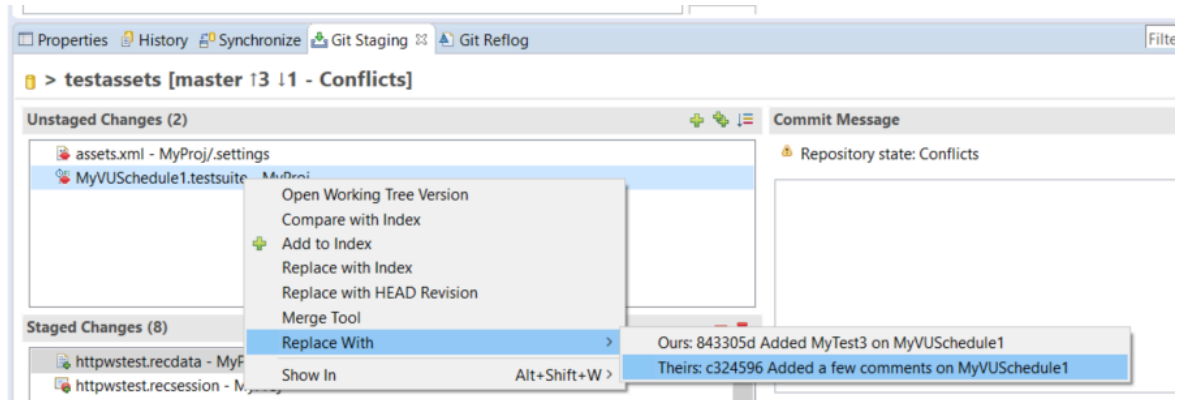 Properties History Synchronize Git Staging Git Reflog
> testassets [master ↑3 ↓1 - Conflicts]
Unstaged Changes (2)
Commit Message
assets.xml - MyProj/.settings
Repository state: Conflicts
MyVUSchedule1.testsuite - MyProj
Open Working Tree Version
Compare with Index
Add to Index
Replace with Index
Replace with HEAD Revision
Merge Tool
Staged Changes (8)
Replace With >
Ours: 843305d Added MyTest3 on MyVUSchedule1
httpwstest.recdata -
Theirs: c324596 Added a few comments on MyVUSchedule1
Show In Alt+Shift+W >
httpwstest.recsession -